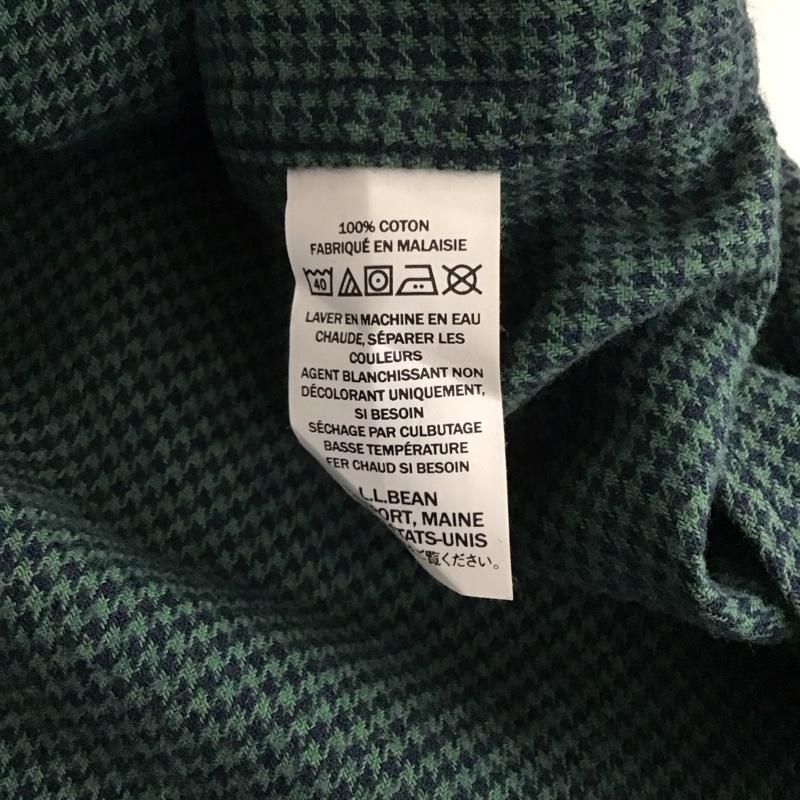 100% COTON
FABRIQUÉ EN MALAISIE
40
LAVER EN MACHINE EN EAU
CHAUDE, SÉPARER LES
COULEURS
AGENT BLANCHISSANT NON
DÉCOLORANT UNIQUEMENT,
SI BESOIN
SÉCHAGE PAR CULBUTAGE
BASSE TEMPÉRATURE
FER CHAUD SI BESOIN
L.L.BEAN
MAINE
ください。